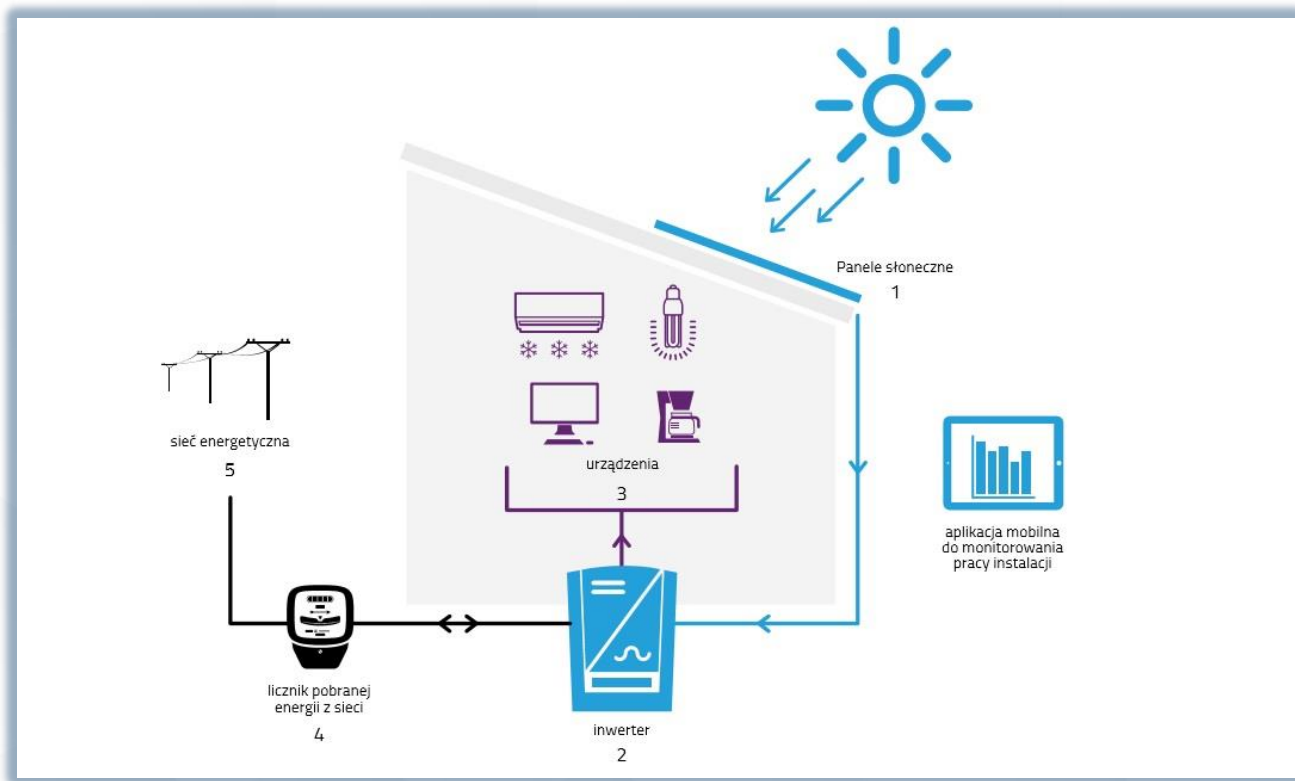 Panele słoneczne
1
sieć energetyczna
5
urządzenia
3
aplikacja mobilna
do monitorowania
pracy instalacji
licznik pobranej
energii z sieci
4
inwerter
2